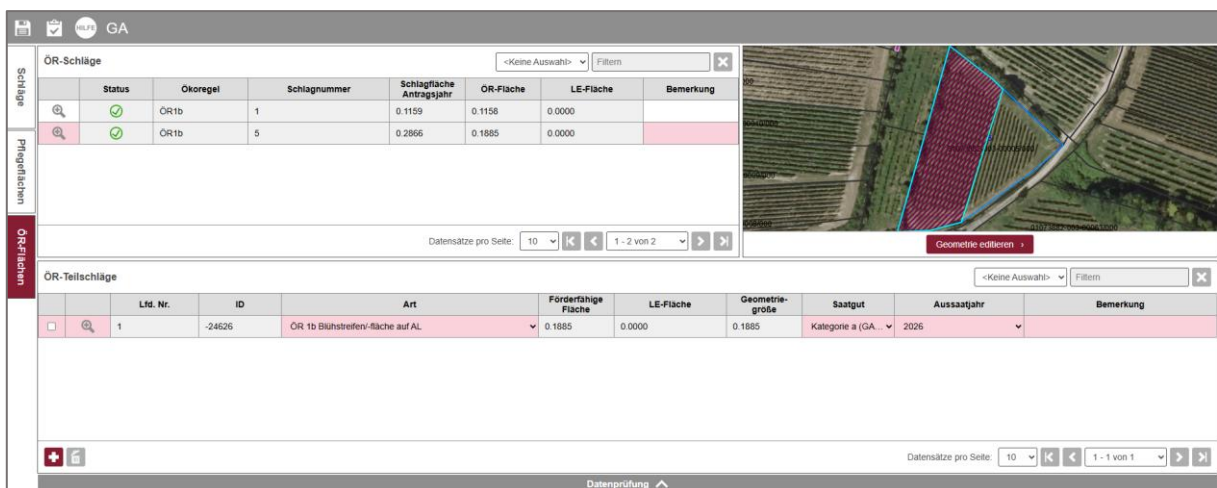 HILFE GA
Schläge
Pflegeflächen
ÖR-Flächen
ÖR-Schläge <Keine Auswahl> Filtern
Status Ökoregel Schlagnummer Schlagfläche Antragsjahr ÖR-Fläche LE-Fläche Bemerkung
ÖR1b 1 0.1159 0.1158 0.0000
ÖR1b 5 0.2866 0.1885 0.0000
Datensätze pro Seite: 10 1 - 2 von 2
Geometrie editieren ›
ÖR-Teilschläge <Keine Auswahl> Filtern
Lfd. Nr. ID Art Förderfähige Fläche LE-Fläche Geometrie-größe Saatgut Aussaatjahr Bemerkung
1 -24626 ÖR 1b Blühstreifen/-fläche auf AL 0.1885 0.0000 0.1885 Kategorie a (GA... 2026
Datensätze pro Seite: 10 1 - 1 von 1
Datenprüfung